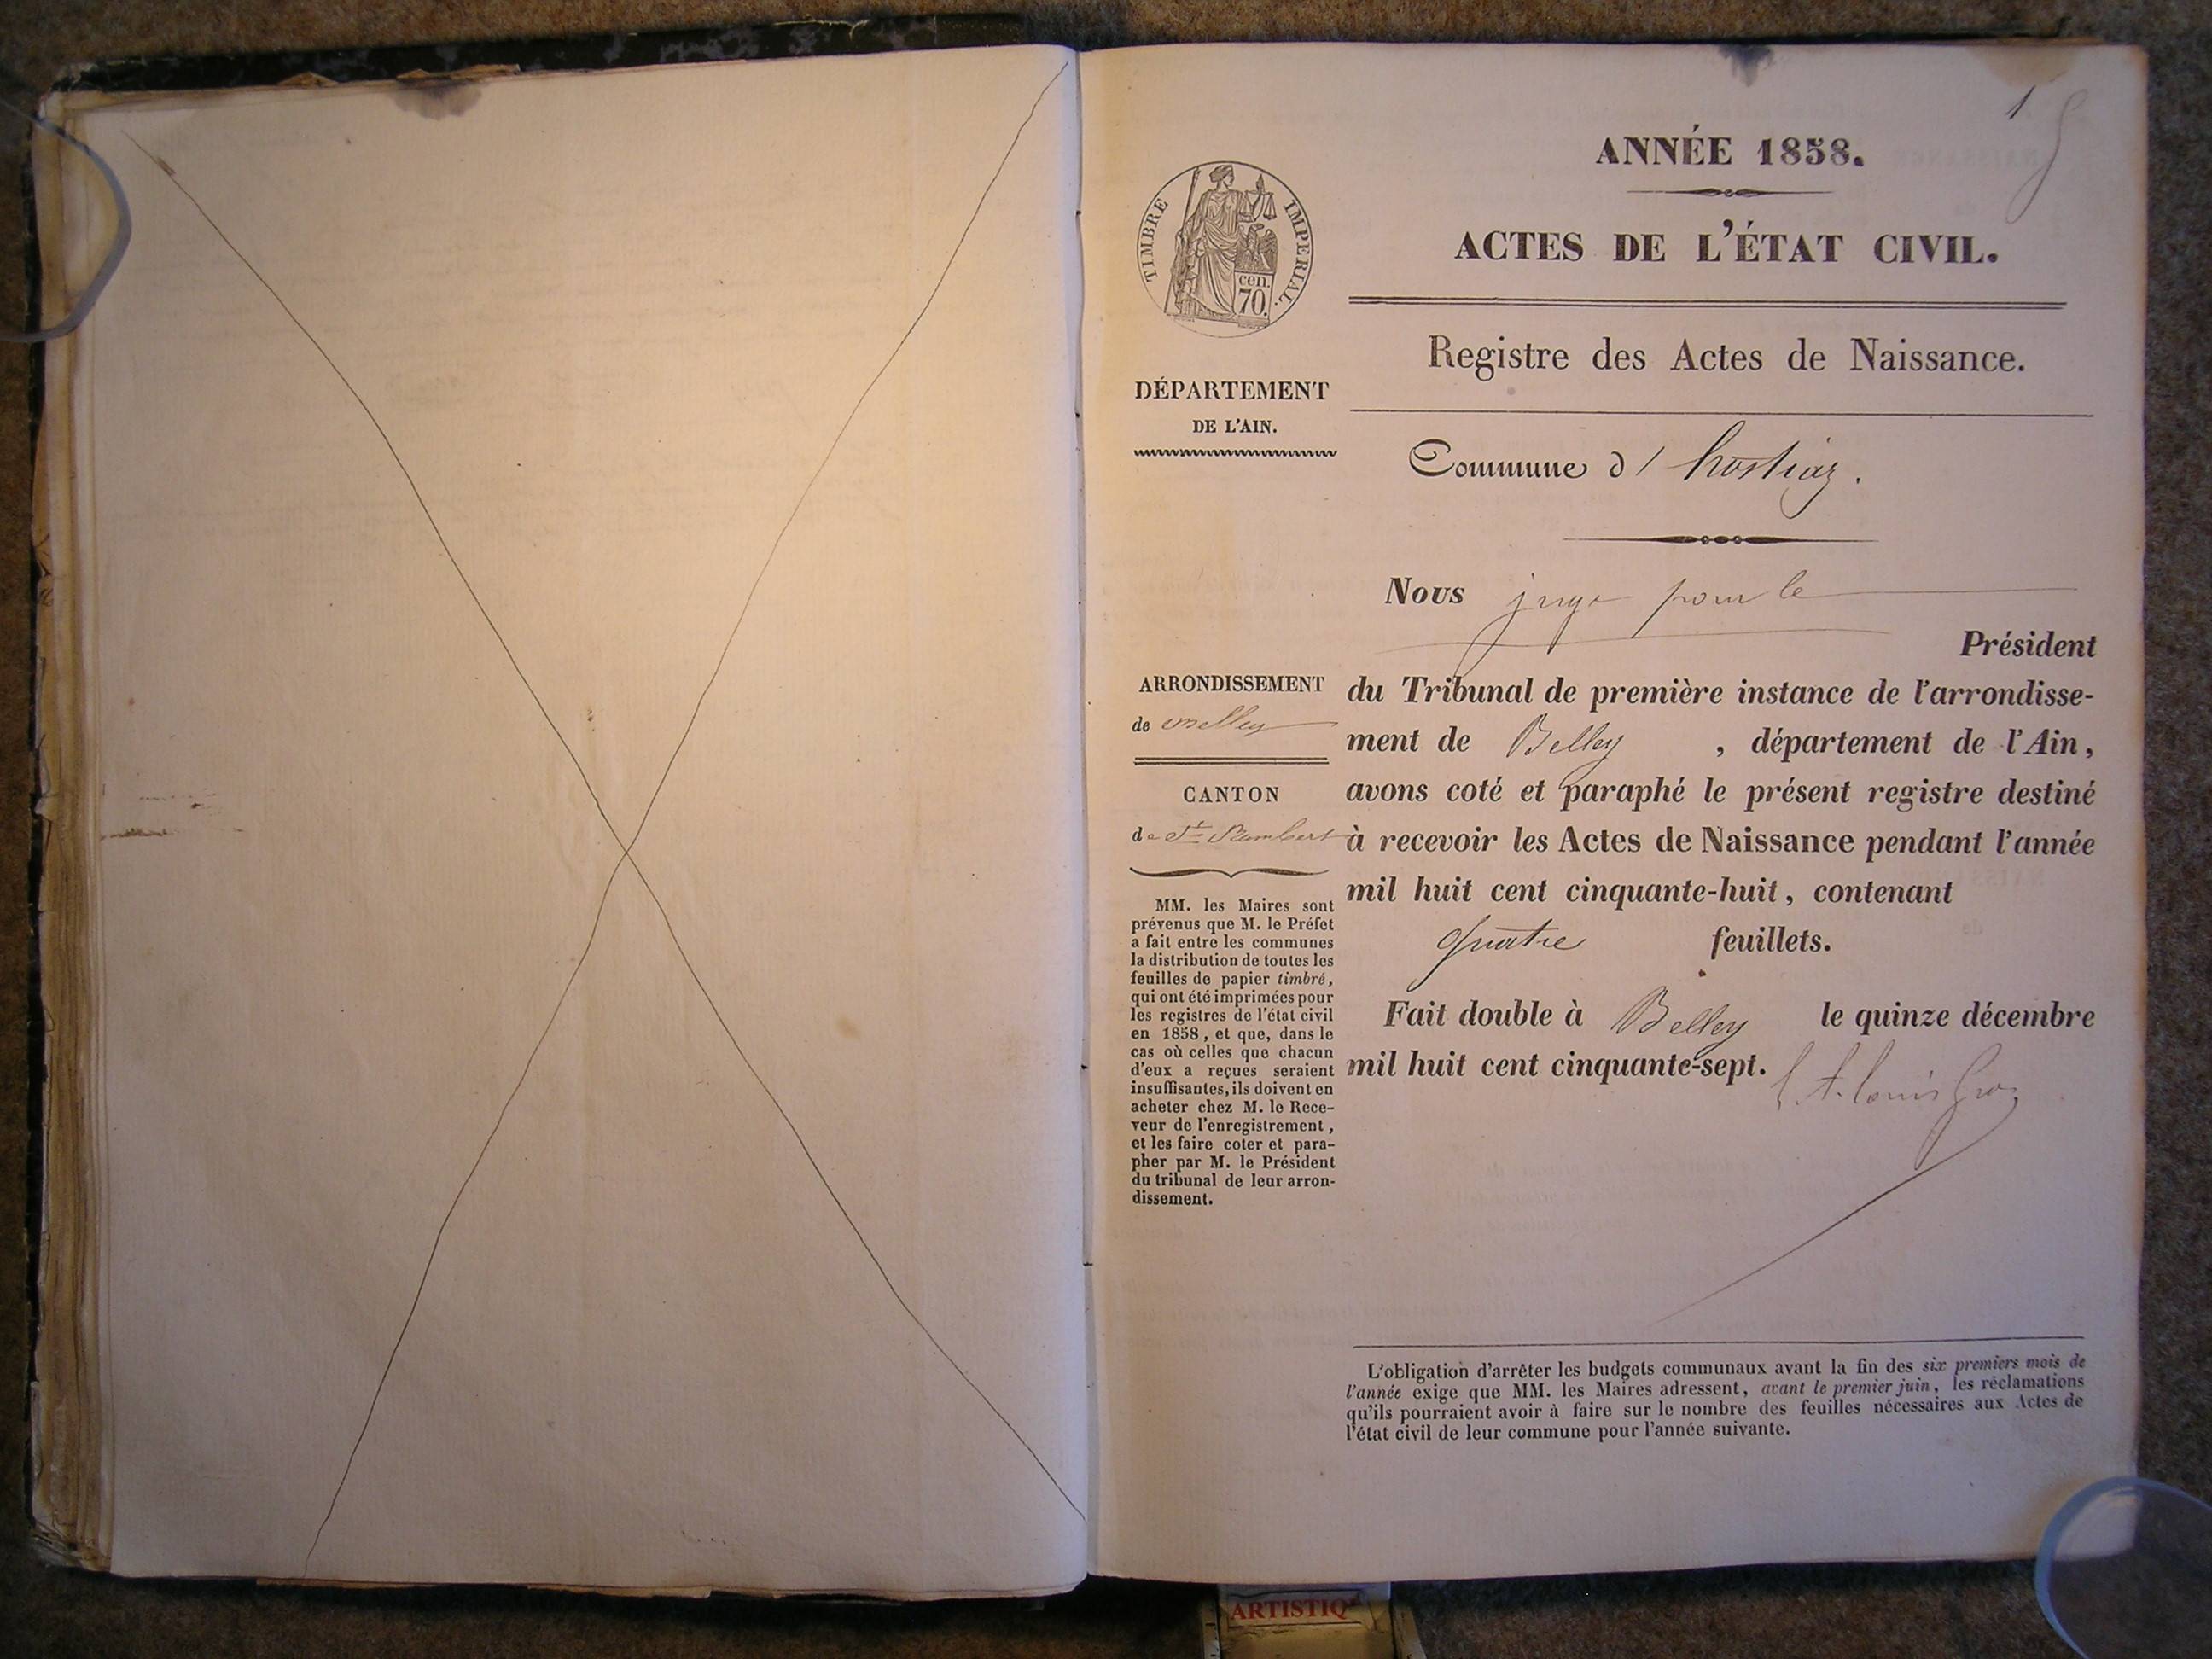 1
ANNÉE 1858.
ACTES DE L'ÉTAT CIVIL.
Registre des Actes de Naissance.
TIMBRE IMPERIAL.
cen.
70.
DÉPARTEMENT
DE L'AIN.
Commune d' hostiaz.
Nous juge pour le
Président
du Tribunal de première instance de l'arrondisse-
ment de Belley, département de l'Ain,
avons coté et paraphé le présent registre destiné
à recevoir les Actes de Naissance pendant l'année
mil huit cent cinquante-huit, contenant
quatre feuillets.
Fait double à Belley le quinze décembre
mil huit cent cinquante-sept.
ARRONDISSEMENT
de Belley
CANTON
de St Rambert
MM. les Maires sont
prévenus que M. le Préfet
a fait entre les communes
la distribution de toutes les
feuilles de papier timbré,
qui ont été imprimées pour
les registres de l'état civil
en 1858, et que, dans le
cas où celles que chacun
d'eux a reçues seraient
insuffisantes, ils doivent en
acheter chez M. le Rece-
veur de l'enregistrement,
et les faire coter et para-
pher par M. le Président
du tribunal de leur arron-
dissement.
L'obligation d'arrêter les budgets communaux avant la fin des six premiers mois de
l'année exige que MM. les Maires adressent, avant le premier juin, les réclamations
qu'ils pourraient avoir à faire sur le nombre des feuilles nécessaires aux Actes de
l'état civil de leur commune pour l'année suivante.
ARTISTIQ